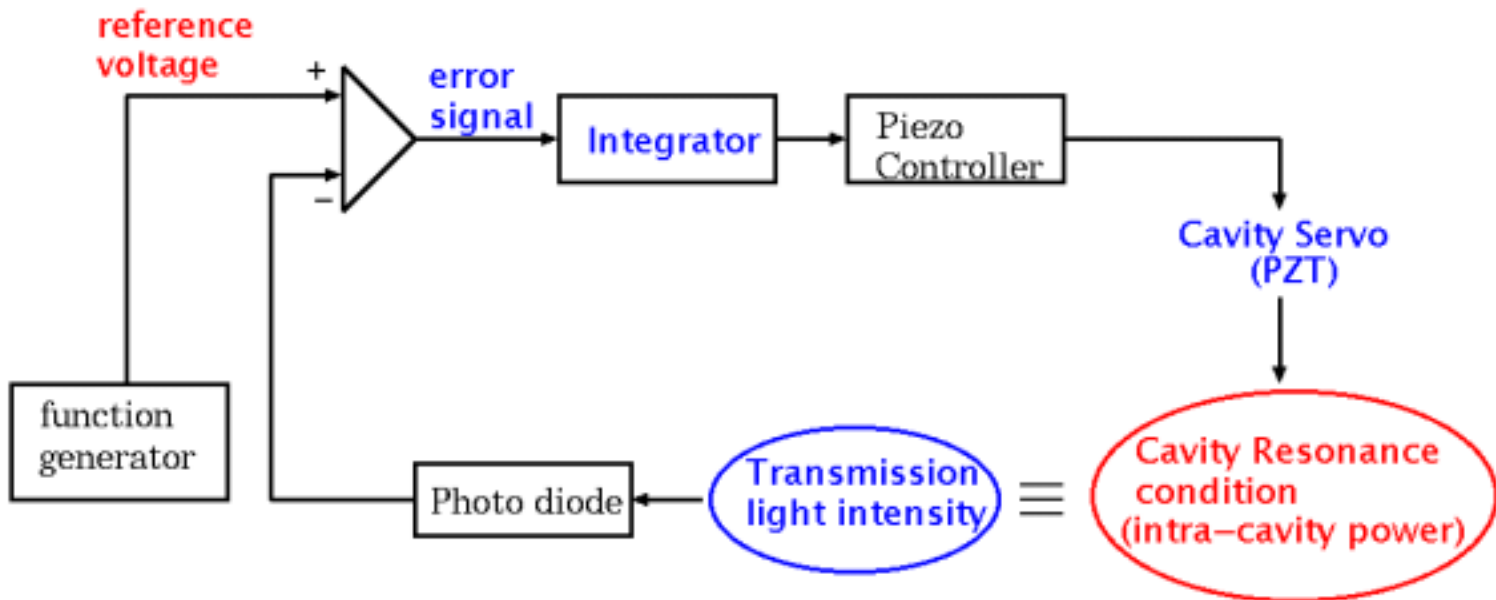 reference
voltage
+
−
error
signal
Integrator
Piezo
Controller
Cavity Servo
(PZT)
function
generator
Photo diode
Transmission
light intensity
≡
Cavity Resonance
condition
(intra−cavity power)